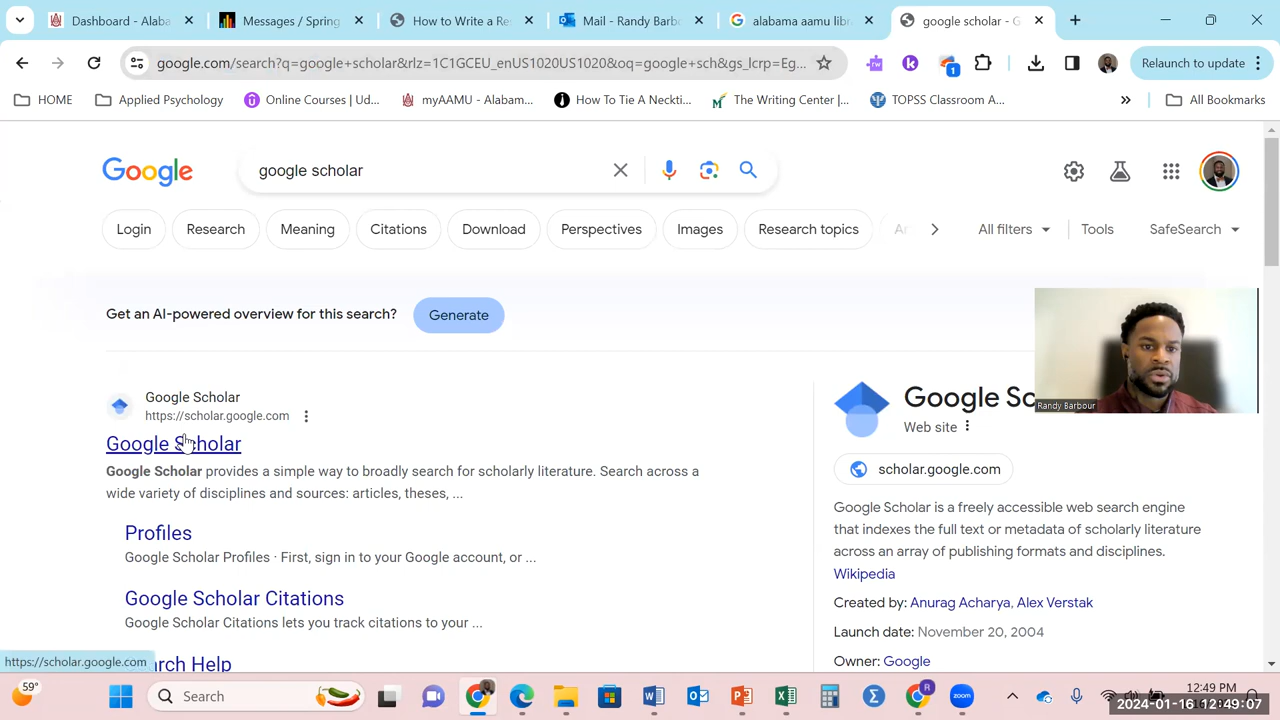 Dashboard - Alaba
Messages / Spring
How to Write a Res
Mail - Randy Barbo
alabama aamu libr
google scholar - G
google.com/search?q=google+scholar&rlz=1C1GCEU_enUS1020US1020&oq=google+sch&gs_lcrp=Eg...
1
Relaunch to update
HOME
Applied Psychology
Online Courses | Ud...
myAAMU - Alabam...
How To Tie A Neckti...
The Writing Center |...
TOPSS Classroom A...
All Bookmarks
Google
google scholar
Login
Research
Meaning
Citations
Download
Perspectives
Images
Research topics
Ar
All filters
Tools
SafeSearch
Get an AI-powered overview for this search?
Generate
Google Scholar
https://scholar.google.com
Google Scholar
Google Scholar provides a simple way to broadly search for scholarly literature. Search across a
wide variety of disciplines and sources: articles, theses, ...
Profiles
Google Scholar Profiles · First, sign in to your Google account, or ...
Google Scholar Citations
Google Scholar Citations lets you track citations to your ...
arch Help
https://scholar.google.com
Randy Barbour
Google Sc
Web site
scholar.google.com
Google Scholar is a freely accessible web search engine
that indexes the full text or metadata of scholarly literature
across an array of publishing formats and disciplines.
Wikipedia
Created by: Anurag Acharya, Alex Verstak
Launch date: November 20, 2004
Owner: Google
59°
Search
R
zoom
12:49 PM
2024-01-16 12:49:07